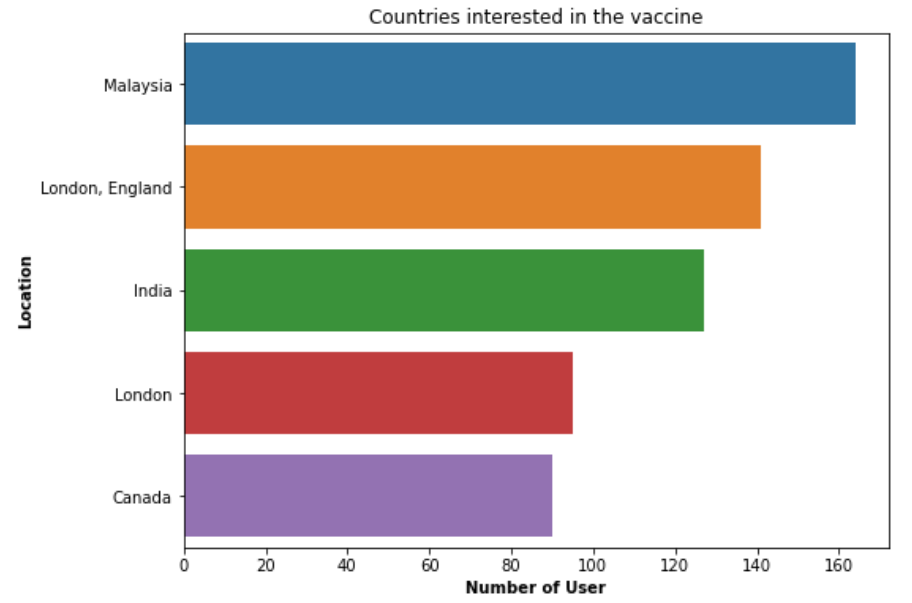 Countries interested in the vaccine
Malaysia
London, England
India
London
Canada
Location
0 20 40 60 80 100 120 140 160
Number of User